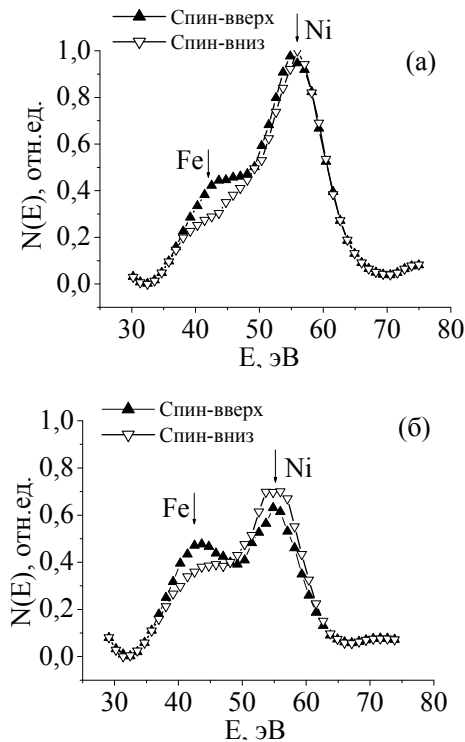 Спин-вверх
Спин-вниз
Ni
(а)
Fe
N(E), отн.ед.
1,0
0,8
0,6
0,4
0,2
0,0
30 40 50 60 70 80
E, эВ
Спин-вверх
Спин-вниз
(б)
Ni
Fe
N(E), отн.ед.
1,0
0,8
0,6
0,4
0,2
0,0
30 40 50 60 70 80
E, эВ